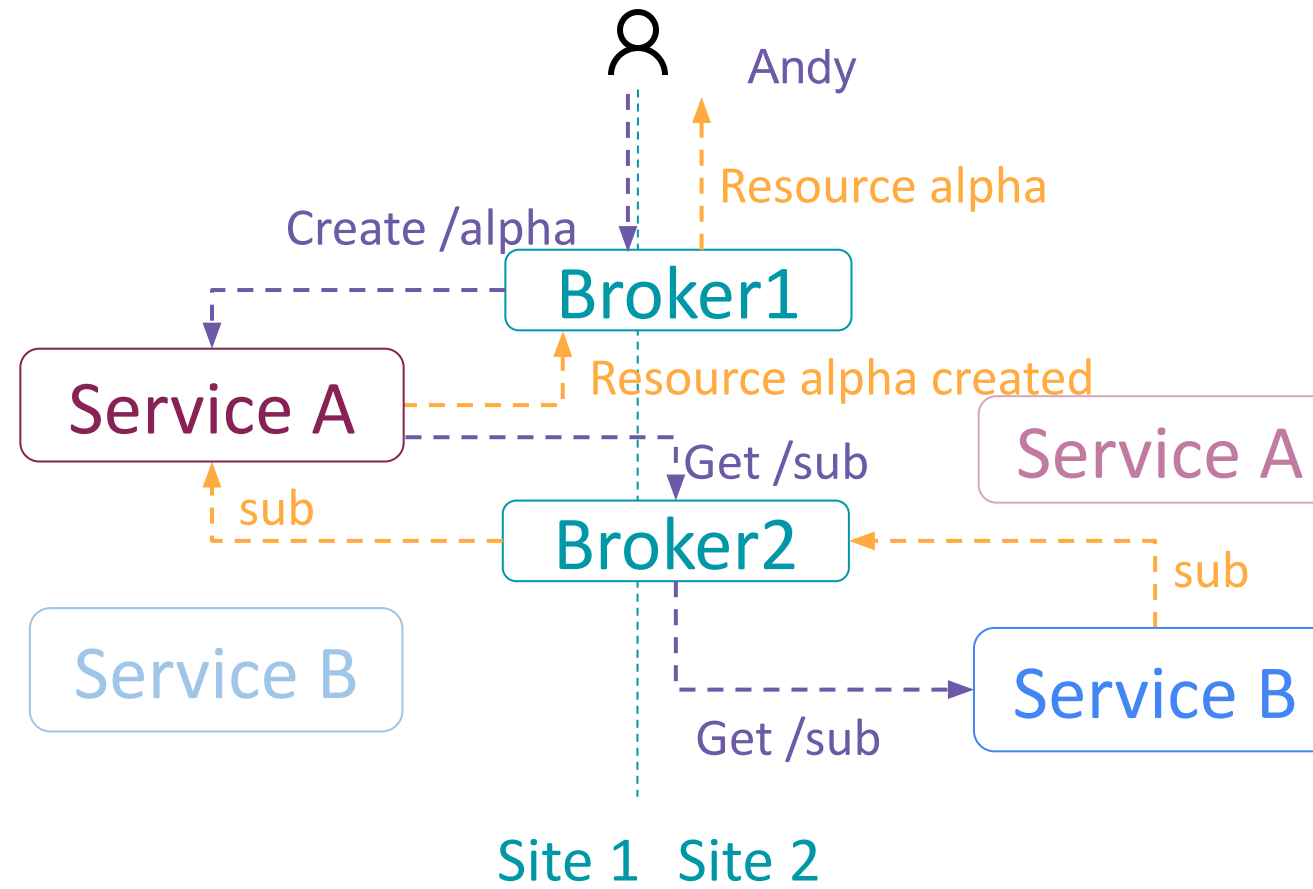 Andy
Resource alpha
Create /alpha
Broker1
Resource alpha created
Service A
Service A
Get /sub
sub
Broker2
sub
Service B
Service B
Get /sub
Site 1
Site 2